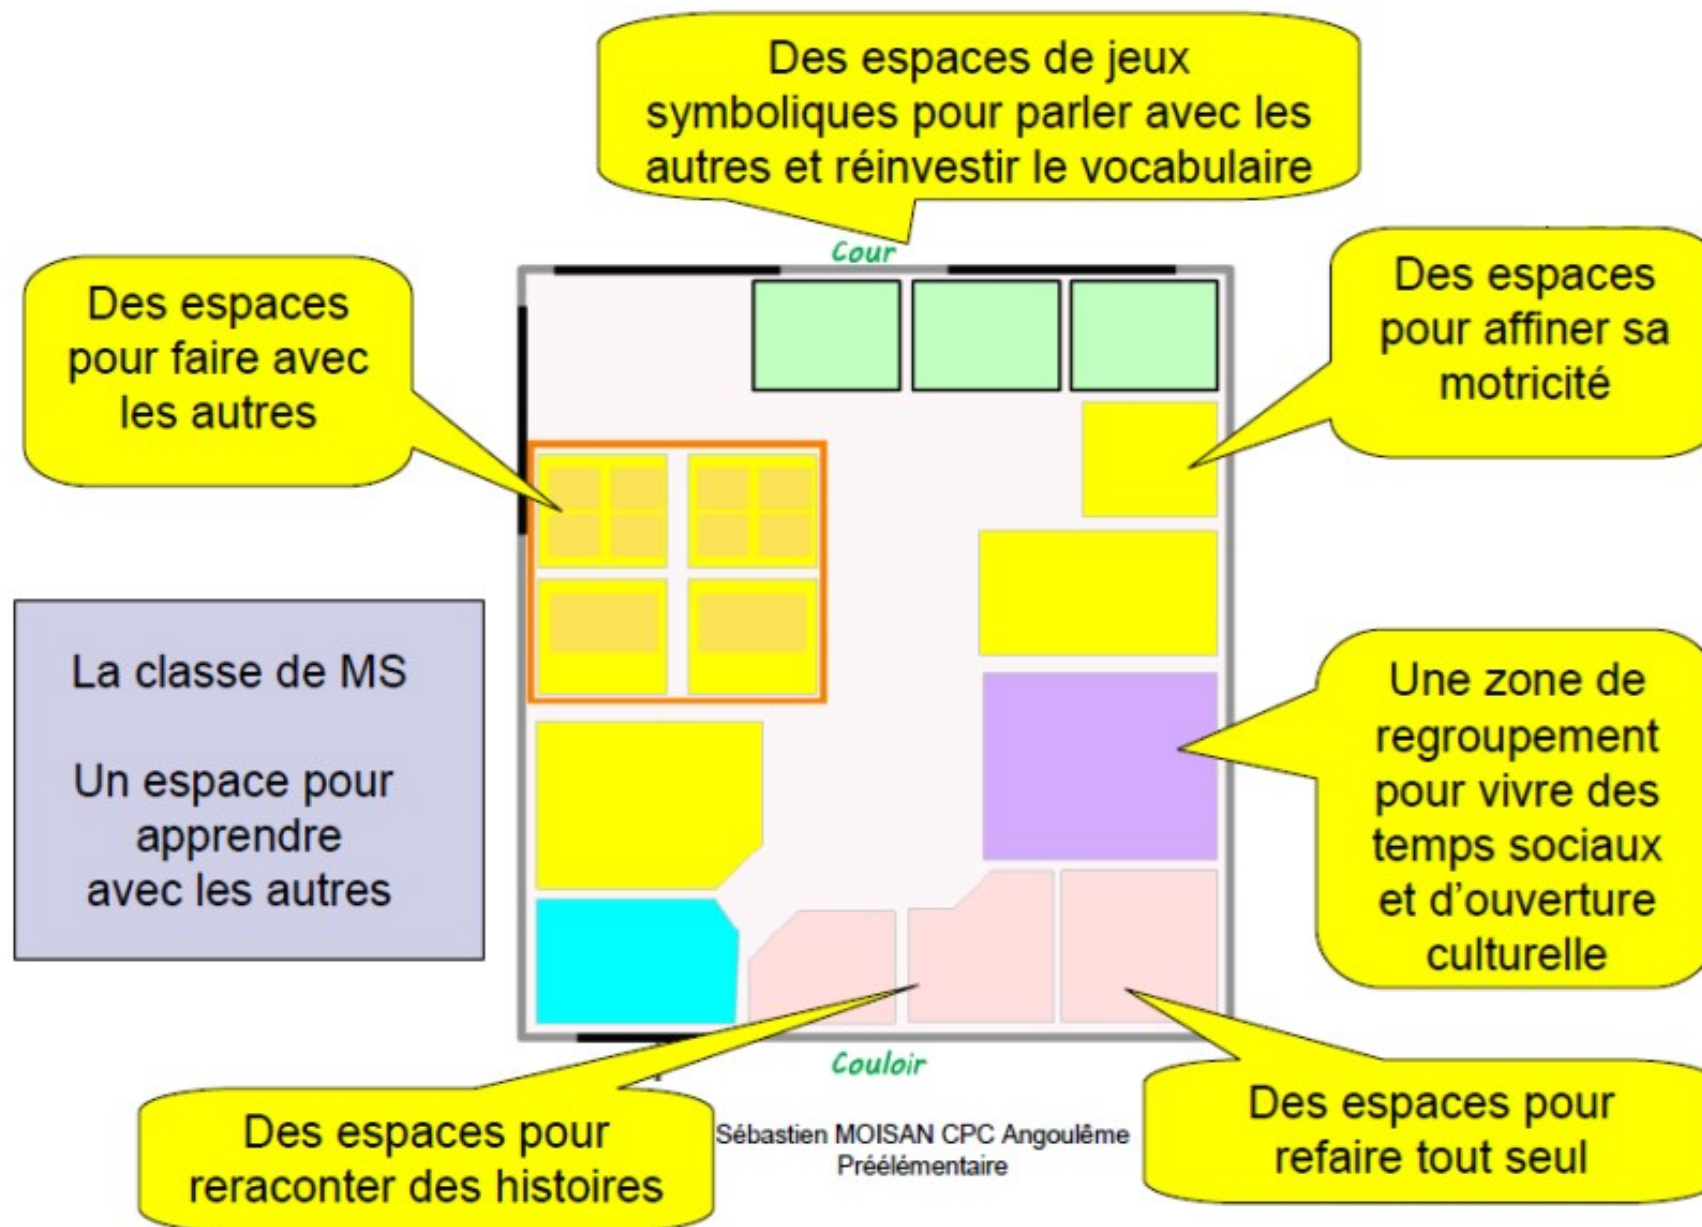 Des espaces de jeux
symboliques pour parler avec les
autres et réinvestir le vocabulaire
Cour
Des espaces
pour faire avec
les autres
Des espaces
pour affiner sa
motricité
La classe de MS
Un espace pour
apprendre
avec les autres
Une zone de
regroupement
pour vivre des
temps sociaux
et d'ouverture
culturelle
Couloir
Des espaces pour
reraconter des histoires
Sébastien MOISAN CPC Angoulême
Préélémentaire
Des espaces pour
refaire tout seul